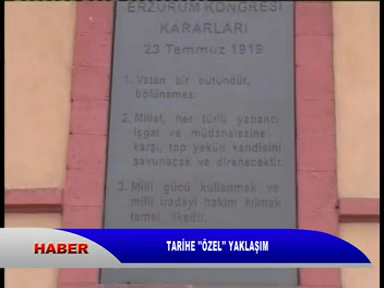 ERZURUM KONGRESİ
KARARLARI
23 Temmuz 1919
1. Vatan bir bütündür,
bölünemez.
2. Millet, her türlü yabancı
işgal ve müdahalesine
karşı, top yekün kendisini
savunacak ve direnecektir.
3. Milli gücü kullanmak ve
milli iradeyi hakim kılmak
temel ilkedir.
HABER
TARİHE "ÖZEL" YAKLAŞIM